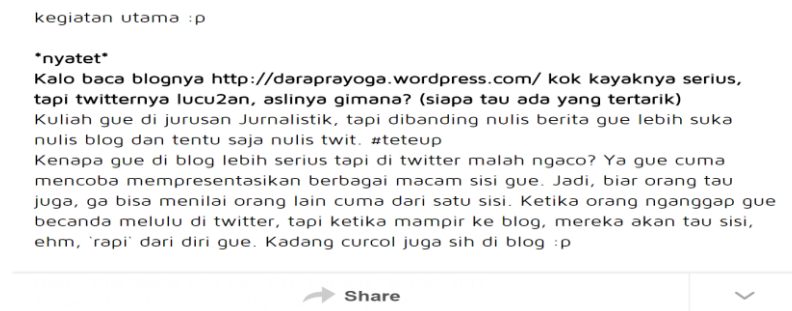 kegiatan utama :p
*nyatet*
Kalo baca blognya http://daraprayoga.wordpress.com/ kok kayaknya serius,
tapi twitternya lucu2an, aslinya gimana? (siapa tau ada yang tertarik)
Kuliah gue di jurusan Jurnalistik, tapi dibanding nulis berita gue lebih suka
nulis blog dan tentu saja nulis twit. #teteup
Kenapa gue di blog lebih serius tapi di twitter malah ngaco? Ya gue cuma
mencoba mempresentasikan berbagai macam sisi gue. Jadi, biar orang tau
juga, ga bisa menilai orang lain cuma dari satu sisi. Ketika orang nganggap gue
becanda melulu di twitter, tapi ketika mampir ke blog, mereka akan tau sisi,
ehm, `rapi` dari diri gue. Kadang curcol juga sih di blog :p
Share